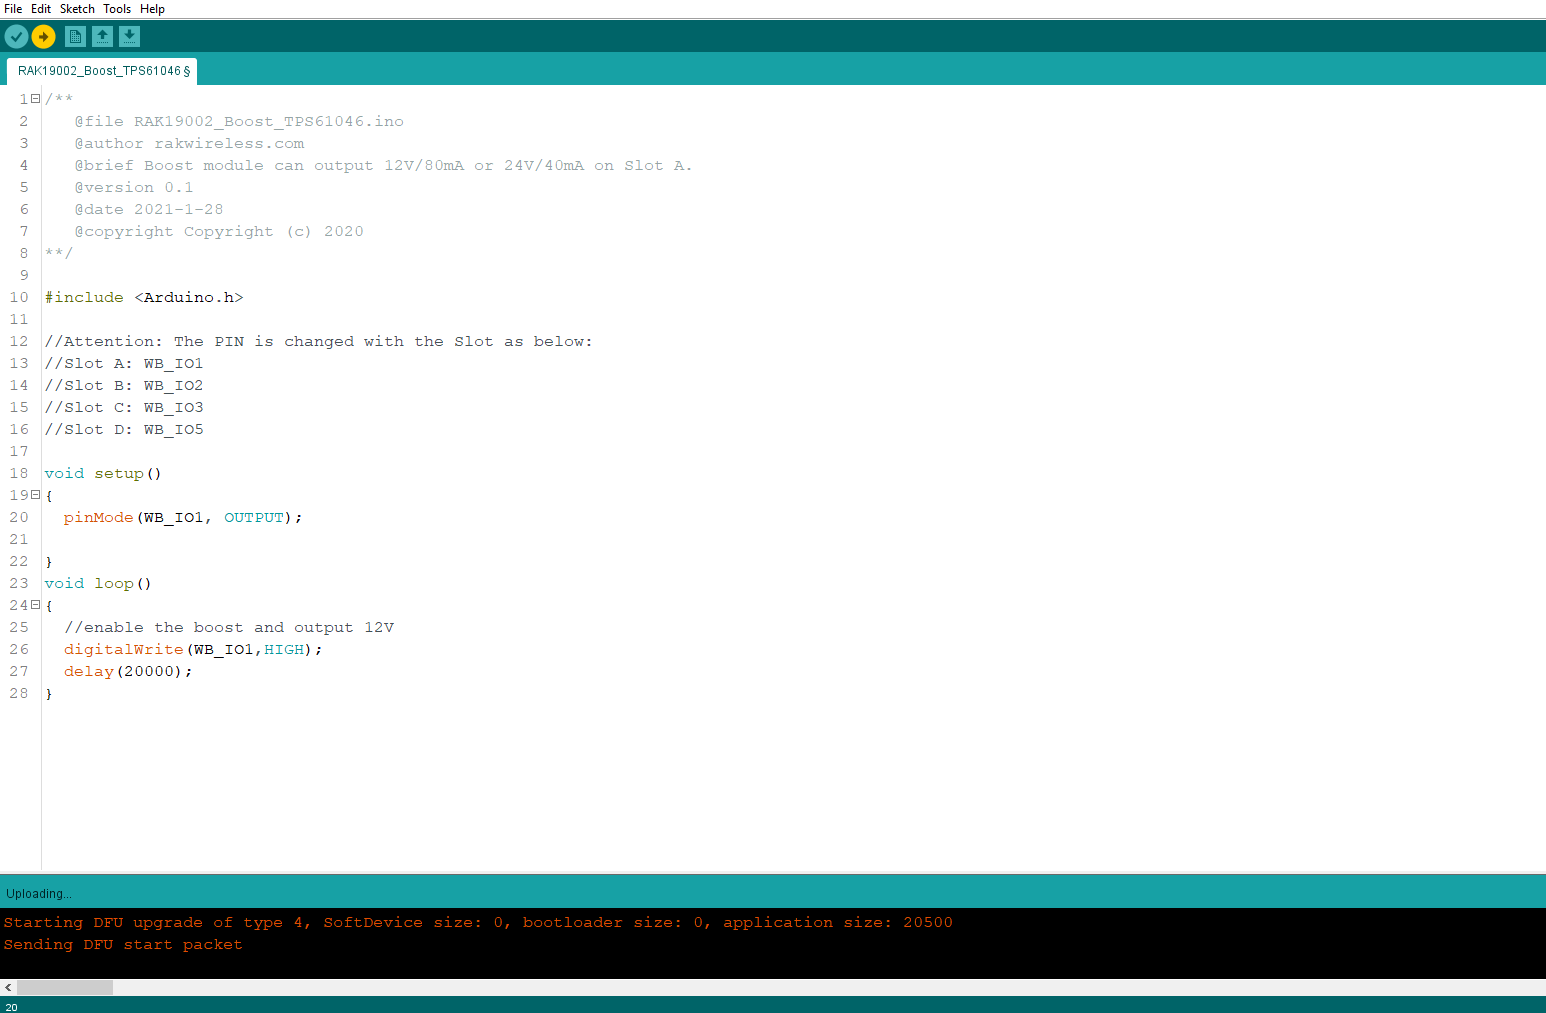 File Edit Sketch Tools Help
RAK19002_Boost_TPS61046 §
1 /**
2 @file RAK19002_Boost_TPS61046.ino
3 @author rakwireless.com
4 @brief Boost module can output 12V/80mA or 24V/40mA on Slot A.
5 @version 0.1
6 @date 2021-1-28
7 @copyright Copyright (c) 2020
8 **/
9
10 #include <Arduino.h>
11
12 //Attention: The PIN is changed with the Slot as below:
13 //Slot A: WB_IO1
14 //Slot B: WB_IO2
15 //Slot C: WB_IO3
16 //Slot D: WB_IO5
17
18 void setup()
19 {
20 pinMode(WB_IO1, OUTPUT);
21
22 }
23 void loop()
24 {
25 //enable the boost and output 12V
26 digitalWrite(WB_IO1,HIGH);
27 delay(20000);
28 }
Uploading...
Starting DFU upgrade of type 4, SoftDevice size: 0, bootloader size: 0, application size: 20500
Sending DFU start packet
20